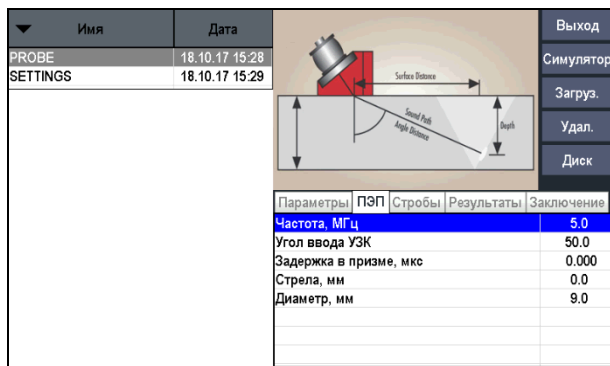 Имя Дата
PROBE 18.10.17 15:28
SETTINGS 18.10.17 15:29
Surface Distance
Sound Path
Angle Distance
Depth
Выход
Симулятор
Загруз.
Удал.
Диск
Параметры ПЭП Стробы Результаты Заключение
Частота, МГц 5.0
Угол ввода УЗК 50.0
Задержка в призме, мкс 0.000
Стрела, мм 0.0
Диаметр, мм 9.0